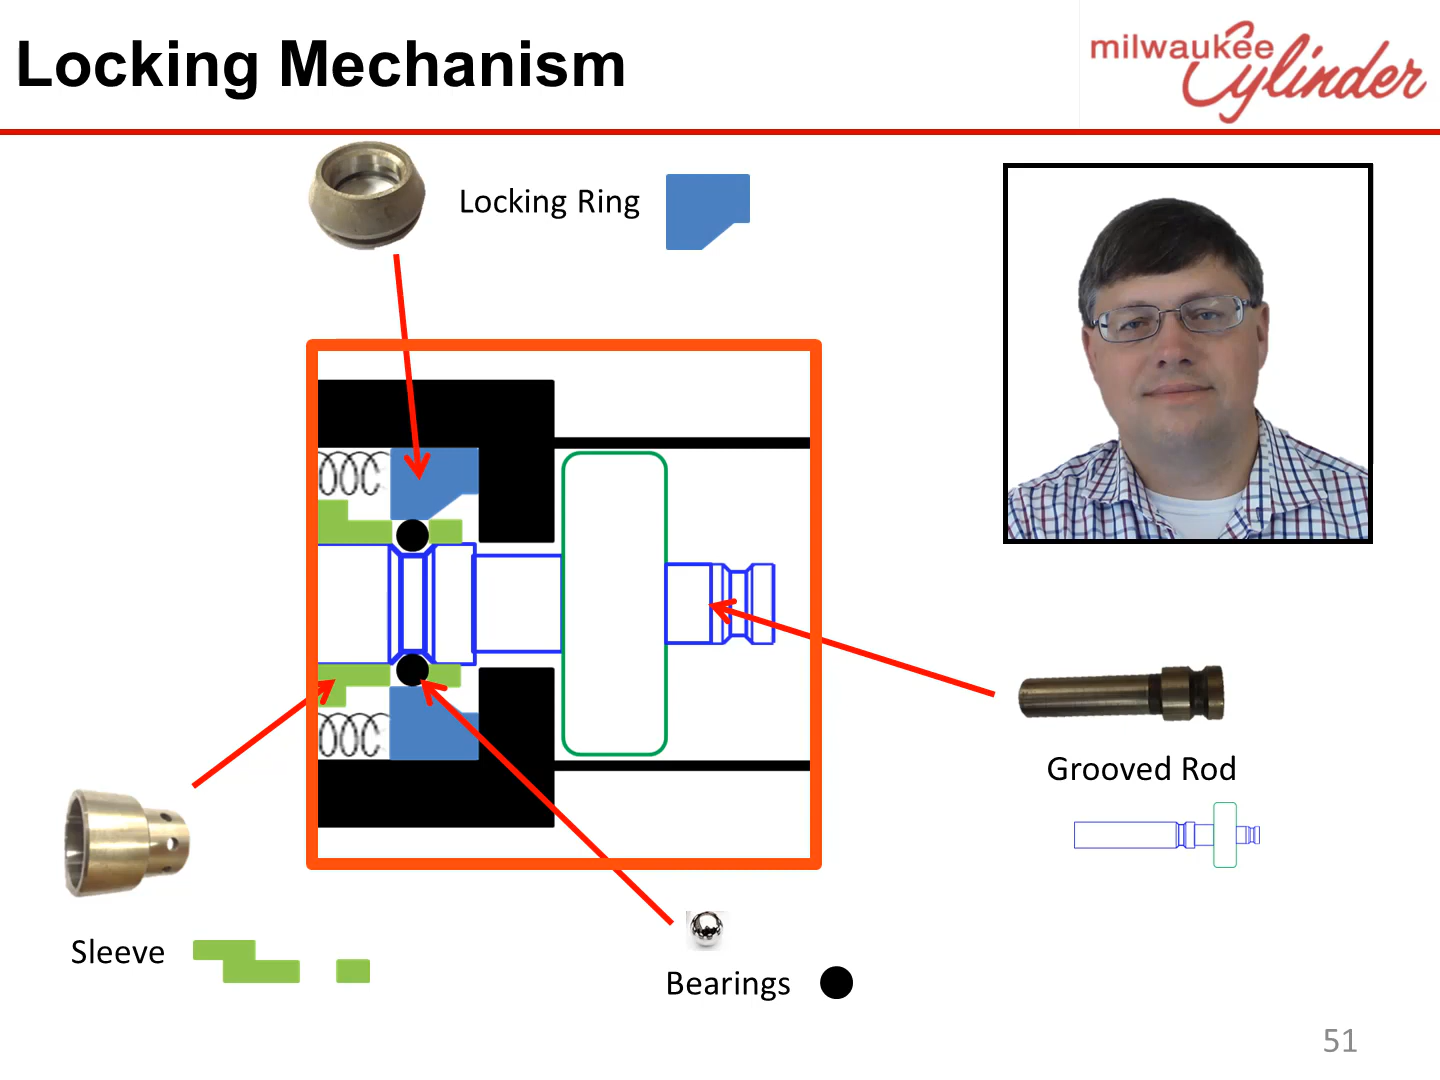 Locking Mechanism
milwaukee
Cylinder
Locking Ring
Grooved Rod
Sleeve
Bearings
51